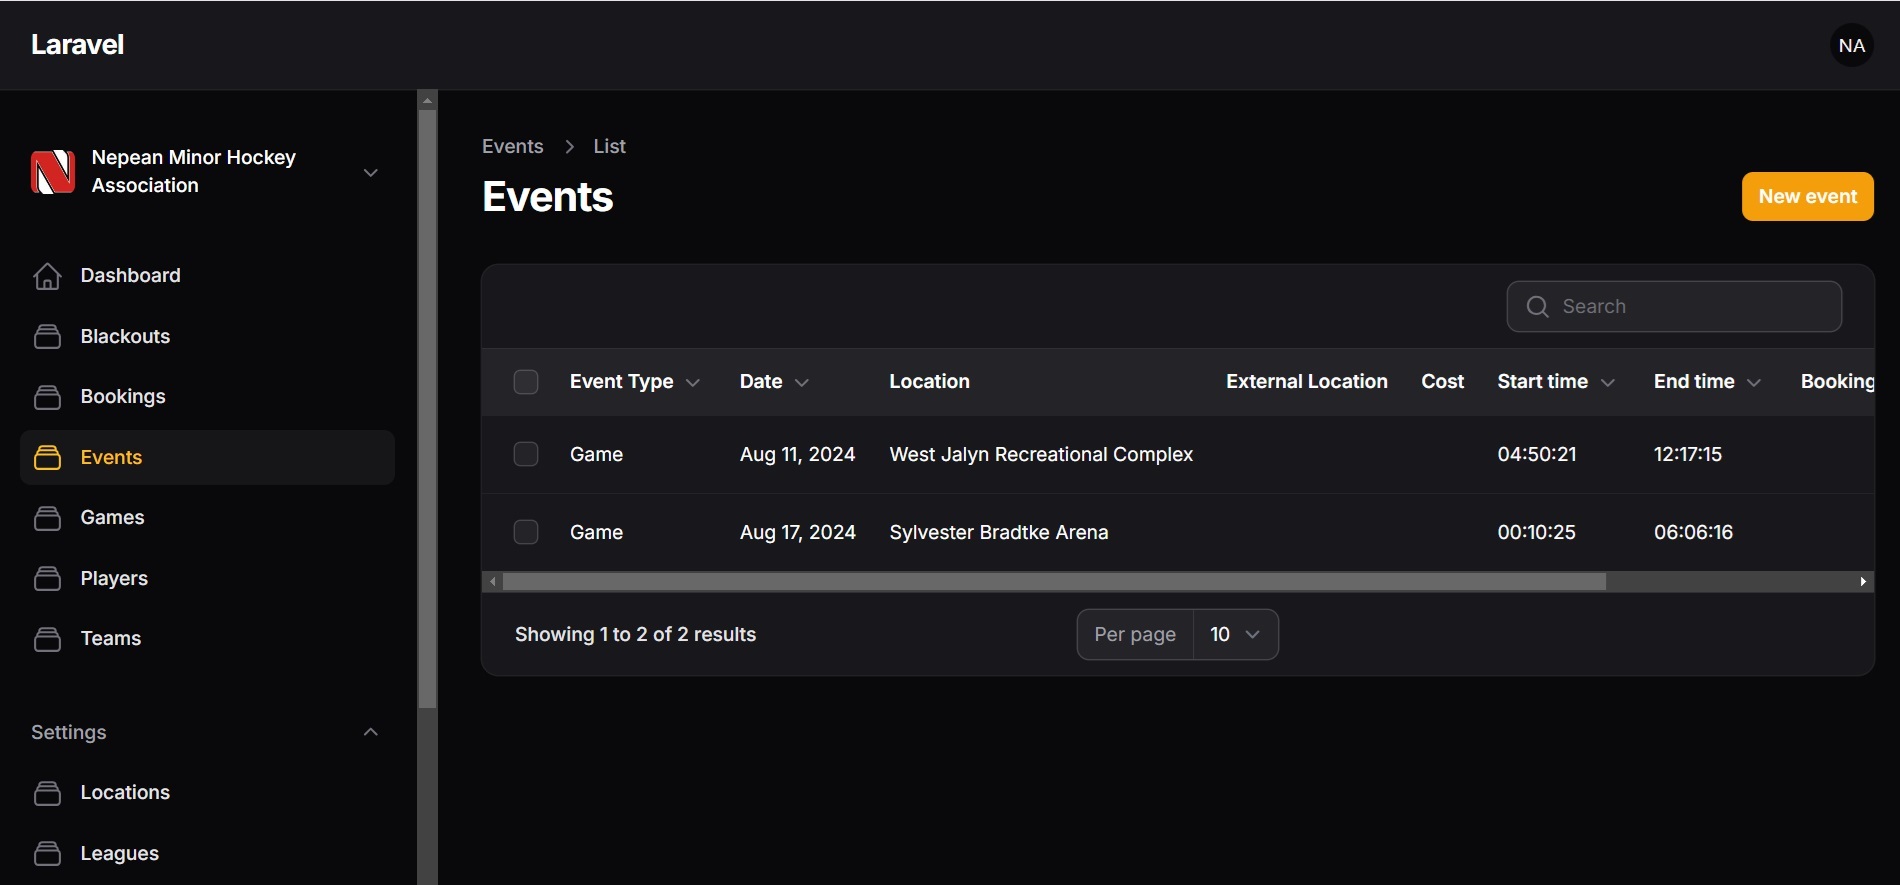 Laravel
NA
Nepean Minor Hockey
Association
Dashboard
Blackouts
Bookings
Events
Games
Players
Teams
Settings
Locations
Leagues
Events > List
Events
New event
Search
Event Type Date Location External Location Cost Start time End time Booking
Game Aug 11, 2024 West Jalyn Recreational Complex 04:50:21 12:17:15
Game Aug 17, 2024 Sylvester Bradtke Arena 00:10:25 06:06:16
Showing 1 to 2 of 2 results
Per page 10